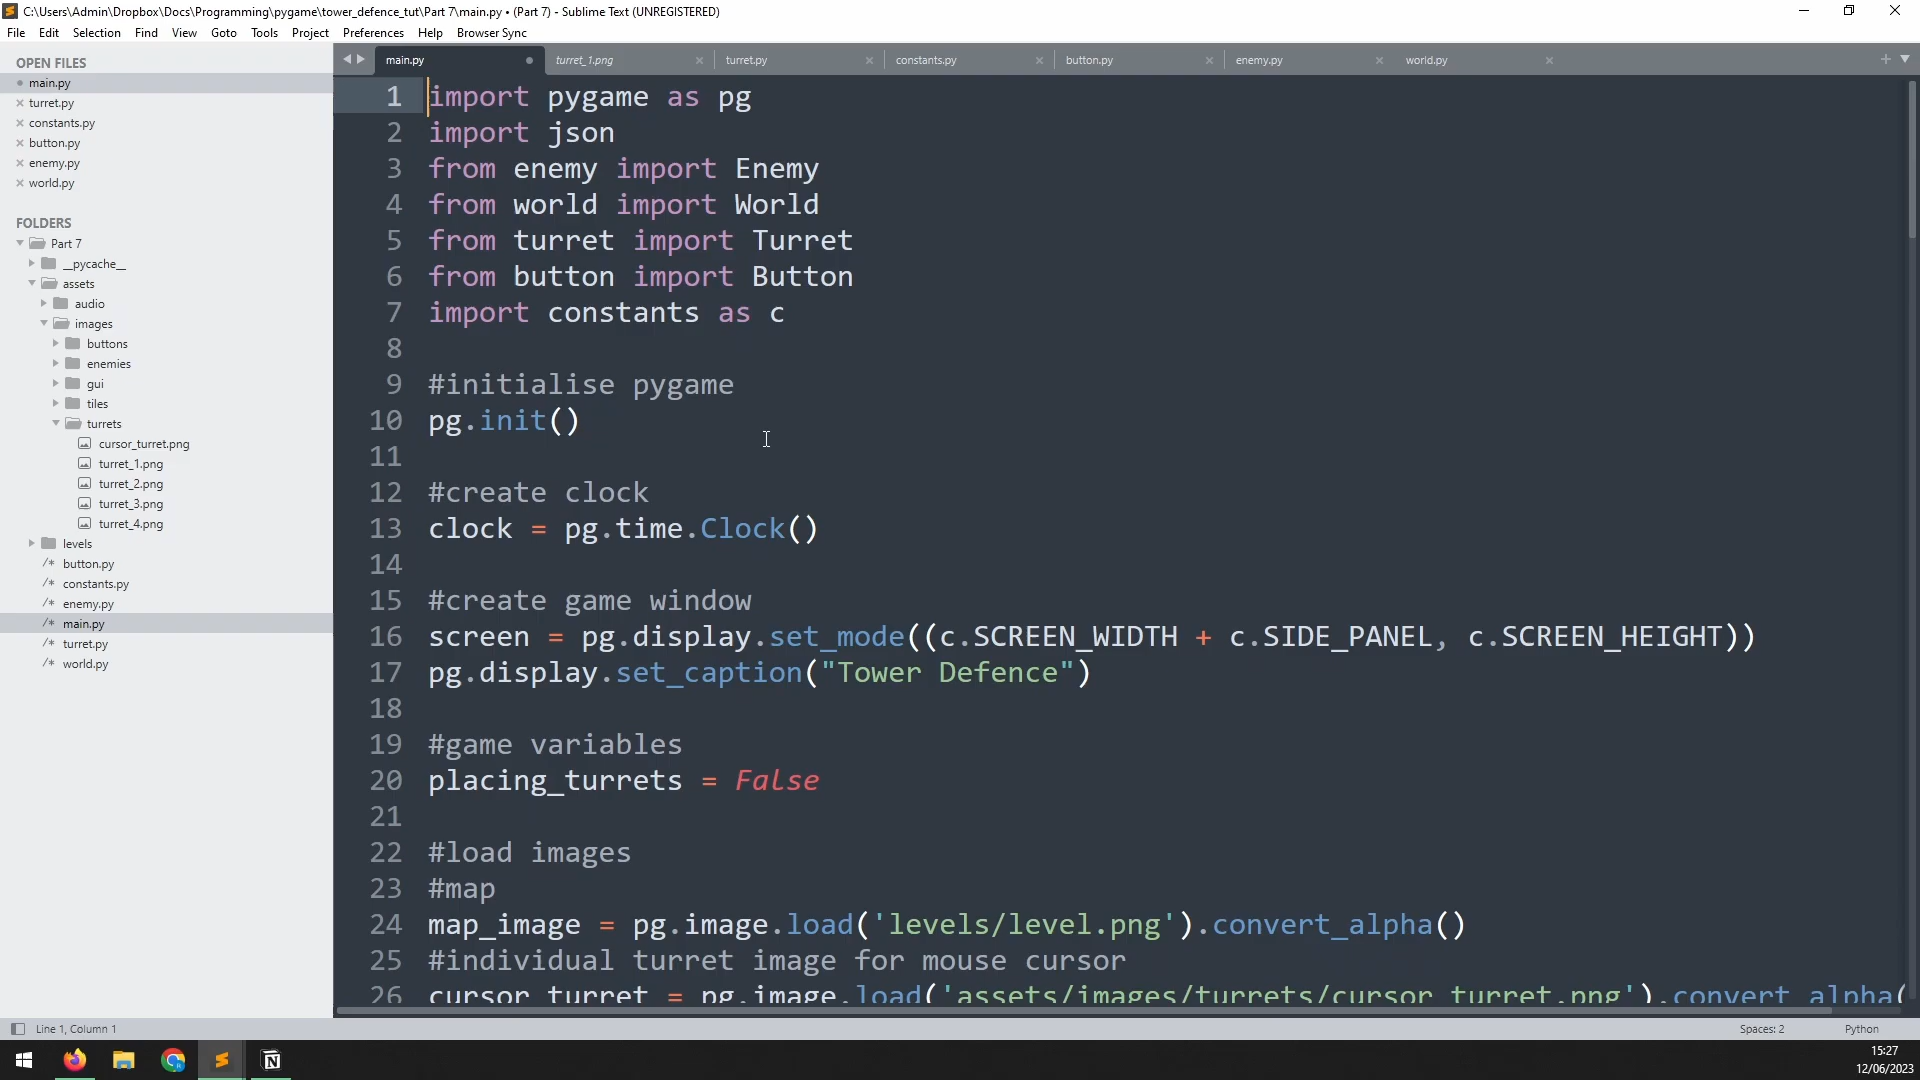 C:\Users\Admin\Dropbox\Docs\Programming\pygame\tower_defence_tut\Part 7\main.py • (Part 7) - Sublime Text (UNREGISTERED)
File Edit Selection Find View Goto Tools Project Preferences Help Browser Sync
OPEN FILES
main.py
turret.py
constants.py
button.py
enemy.py
world.py
FOLDERS
Part 7
__pycache__
assets
audio
images
buttons
enemies
gui
tiles
turrets
cursor_turret.png
turret_1.png
turret_2.png
turret_3.png
turret_4.png
levels
/* button.py
/* constants.py
/* enemy.py
/* main.py
/* turret.py
/* world.py
main.py turret_1.png turret.py constants.py button.py enemy.py world.py
1 import pygame as pg
2 import json
3 from enemy import Enemy
4 from world import World
5 from turret import Turret
6 from button import Button
7 import constants as c
8
9 #initialise pygame
10 pg.init()
11
12 #create clock
13 clock = pg.time.Clock()
14
15 #create game window
16 screen = pg.display.set_mode((c.SCREEN_WIDTH + c.SIDE_PANEL, c.SCREEN_HEIGHT))
17 pg.display.set_caption("Tower Defence")
18
19 #game variables
20 placing_turrets = False
21
22 #load images
23 #map
24 map_image = pg.image.load('levels/level.png').convert_alpha()
25 #individual turret image for mouse cursor
26 cursor_turret = pg.image.load('assets/images/turrets/cursor_turret.png').convert_alpha(
Line 1, Column 1
Spaces: 2
Python
15:27
12/06/2023